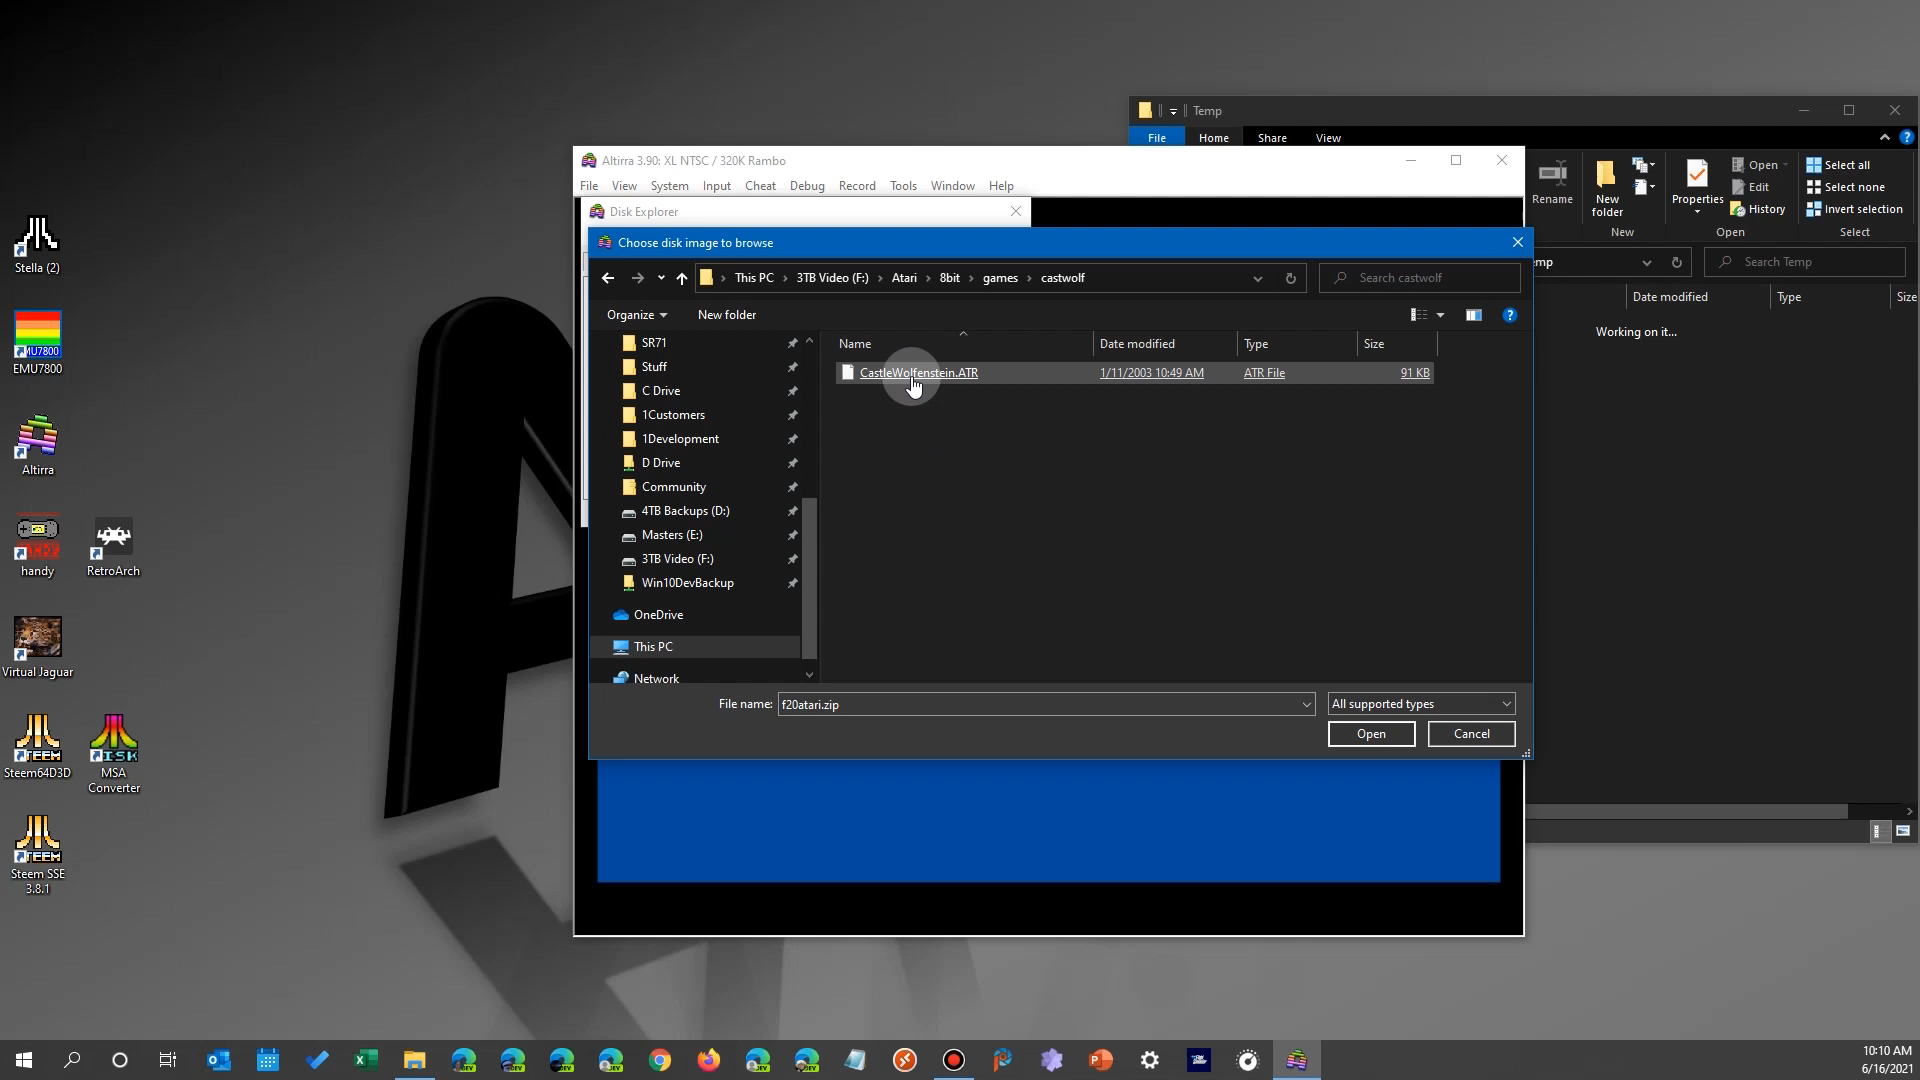 Temp
File Home Share View
Rename
New folder
Properties
Open
Edit
History
Select all
Select none
Invert selection
New
Open
Select
Search Temp
Date modified Type Size
Working on it...
Altirra 3.90: XL NTSC / 320K Rambo
File View System Input Cheat Debug Record Tools Window Help
Disk Explorer
Choose disk image to browse
This PC 3TB Video (F:) Atari 8bit games castwolf
Search castwolf
Organize New folder
Name Date modified Type Size
CastleWolfenstein.ATR 1/11/2003 10:49 AM ATR File 91 KB
SR71
Stuff
C Drive
1Customers
1Development
D Drive
Community
4TB Backups (D:)
Masters (E:)
3TB Video (F:)
Win10DevBackup
OneDrive
This PC
Network
File name: f20atari.zip All supported types
Open Cancel
Stella (2)
EMU7800
Altirra
handy
RetroArch
Virtual Jaguar
Steem64D3D
MSA Converter
Steem SSE 3.8.1
10:10 AM
6/16/2021